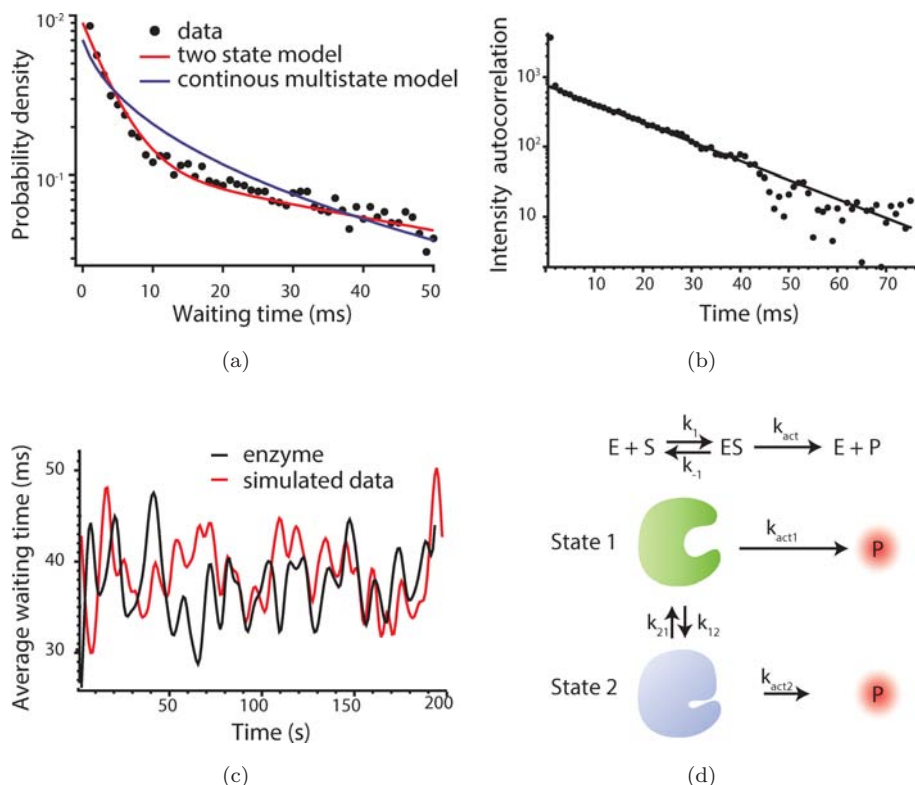 10⁻²
data
two state model
continous multistate model
10⁻¹
Probability density
0 10 20 30 40 50
Waiting time (ms)
(a)
10³
10²
10
Intensity autocorrelation
10 20 30 40 50 60 70
Time (ms)
(b)
enzyme
simulated data
50
40
30
Average waiting time (ms)
50 100 150 200
Time (s)
(c)
E + S k₁ k₋₁ ES k_act E + P
State 1 k_act1 P
k₂₁ k₁₂
State 2 k_act2 P
(d)